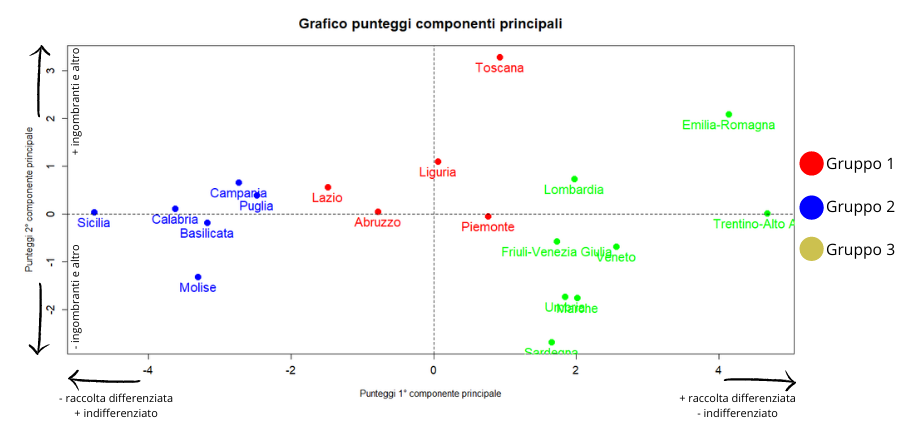 Grafico punteggi componenti principali
+ ingombranti e altro
- ingombranti e altro
Punteggi 2° componente principale
3
2
1
0
-1
-2
Toscana
Emilia-Romagna
Liguria
Lombardia
Campania
Puglia
Lazio
Sicilia
Calabria
Basilicata
Abruzzo
Piemonte
Trentino-Alto A
Friuli-Venezia Giulia
Veneto
Molise
Umbria
Marche
Sardegna
Gruppo 1
Gruppo 2
Gruppo 3
-4
-2
0
2
4
Punteggi 1° componente principale
- raccolta differenziata
+ indifferenziato
+ raccolta differenziata
- indifferenziato